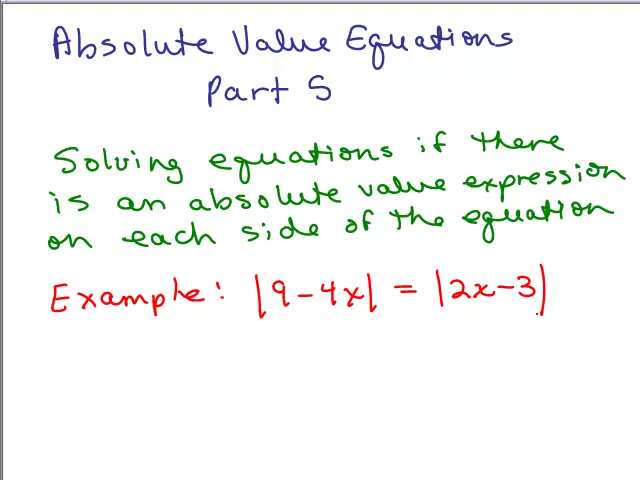 Absolute Value Equations
Part 5
Solving equations if there
is an absolute value expression
on each side of the equation
Example: |9-4x| = |2x-3|